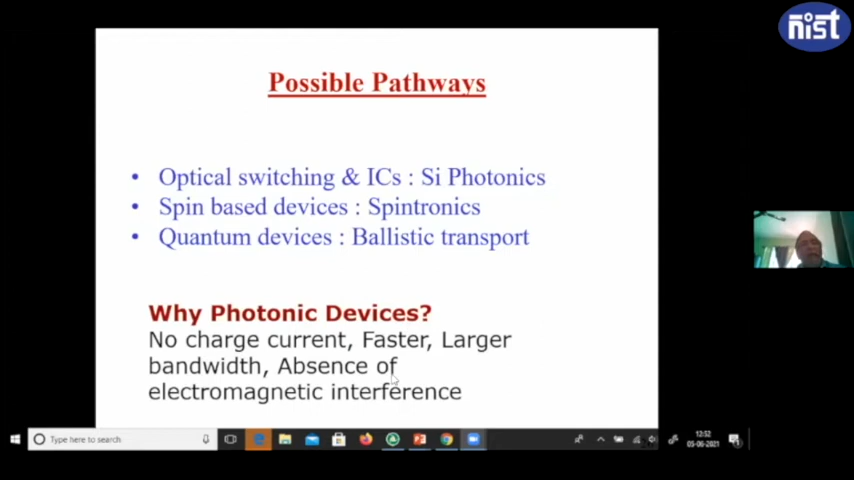 nist
Possible Pathways
• Optical switching & ICs : Si Photonics
• Spin based devices : Spintronics
• Quantum devices : Ballistic transport
Why Photonic Devices?
No charge current, Faster, Larger
bandwidth, Absence of
electromagnetic interference
Type here to search
12:52
05-06-2021